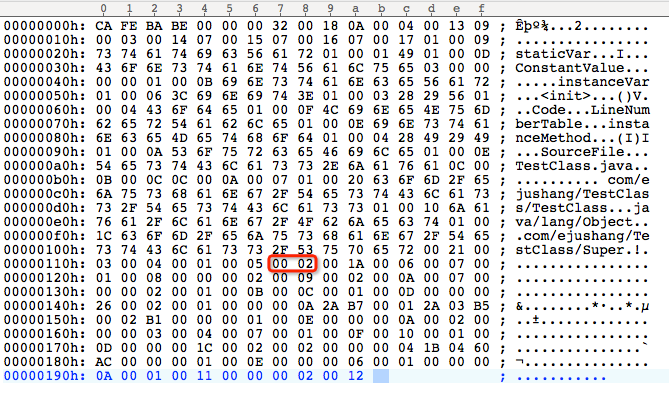 0 1 2 3 4 5 6 7 8 9 a b c d e f
00000000h: CA FE BA BE 00 00 00 32 00 18 0A 00 04 00 13 09 ; Êþº¾...2........
00000010h: 00 03 00 14 07 00 15 07 00 16 07 00 17 01 00 09 ; ................
00000020h: 73 74 61 74 69 63 56 61 72 01 00 01 49 01 00 0D ; staticVar...I...
00000030h: 43 6F 6E 73 74 61 6E 74 56 61 6C 75 65 03 00 00 ; ConstantValue...
00000040h: 00 00 01 00 0B 69 6E 73 74 61 6E 63 65 56 61 72 ; .....instanceVar
00000050h: 01 00 06 3C 69 6E 69 74 3E 01 00 03 28 29 56 01 ; ...<init>...()V.
00000060h: 00 04 43 6F 64 65 01 00 0F 4C 69 6E 65 4E 75 6D ; ..Code...LineNum
00000070h: 62 65 72 54 61 62 6C 65 01 00 0E 69 6E 73 74 61 ; berTable...insta
00000080h: 6E 63 65 4D 65 74 68 6F 64 01 00 04 28 49 29 49 ; nceMethod...(I)I
00000090h: 01 00 0A 53 6F 75 72 63 65 46 69 6C 65 01 00 0E ; ...SourceFile...
000000a0h: 54 65 73 74 43 6C 61 73 73 2E 6A 61 76 61 0C 00 ; TestClass.java..
000000b0h: 0B 00 0C 0C 00 0A 00 07 01 00 20 63 6F 6D 2F 65 ; .......... com/e
000000c0h: 6A 75 73 68 61 6E 67 2F 54 65 73 74 43 6C 61 73 ; jushang/TestClas
000000d0h: 73 2F 54 65 73 74 43 6C 61 73 73 01 00 10 6A 61 ; s/TestClass...ja
000000e0h: 76 61 2F 6C 61 6E 67 2F 4F 62 6A 65 63 74 01 00 ; va/lang/Object..
000000f0h: 1C 63 6F 6D 2F 65 6A 75 73 68 61 6E 67 2F 54 65 ; .com/ejushang/Te
00000100h: 73 74 43 6C 61 73 73 2F 53 75 70 65 72 00 21 00 ; stClass/Super.!.
00000110h: 03 00 04 00 01 00 05 00 02 00 1A 00 06 00 07 00 ; ................
00000120h: 01 00 08 00 00 00 02 00 09 00 02 00 0A 00 07 00 ; ................
00000130h: 00 00 02 00 01 00 0B 00 0C 00 01 00 0D 00 00 00 ; ................
00000140h: 26 00 02 00 01 00 00 00 0A 2A B7 00 01 2A 03 B5 ; &........*·..*.µ
00000150h: 00 02 B1 00 00 00 01 00 0E 00 00 00 0A 00 02 00 ; ..±.............
00000160h: 00 00 03 00 04 00 07 00 01 00 0F 00 10 00 01 00 ; ................
00000170h: 0D 00 00 00 1C 00 02 00 02 00 00 00 04 1B 04 60 ; ...............`
00000180h: AC 00 00 00 01 00 0E 00 00 00 06 00 01 00 00 00 ; ¬...............
00000190h: 0A 00 01 00 11 00 00 00 02 00 12 ; ...........